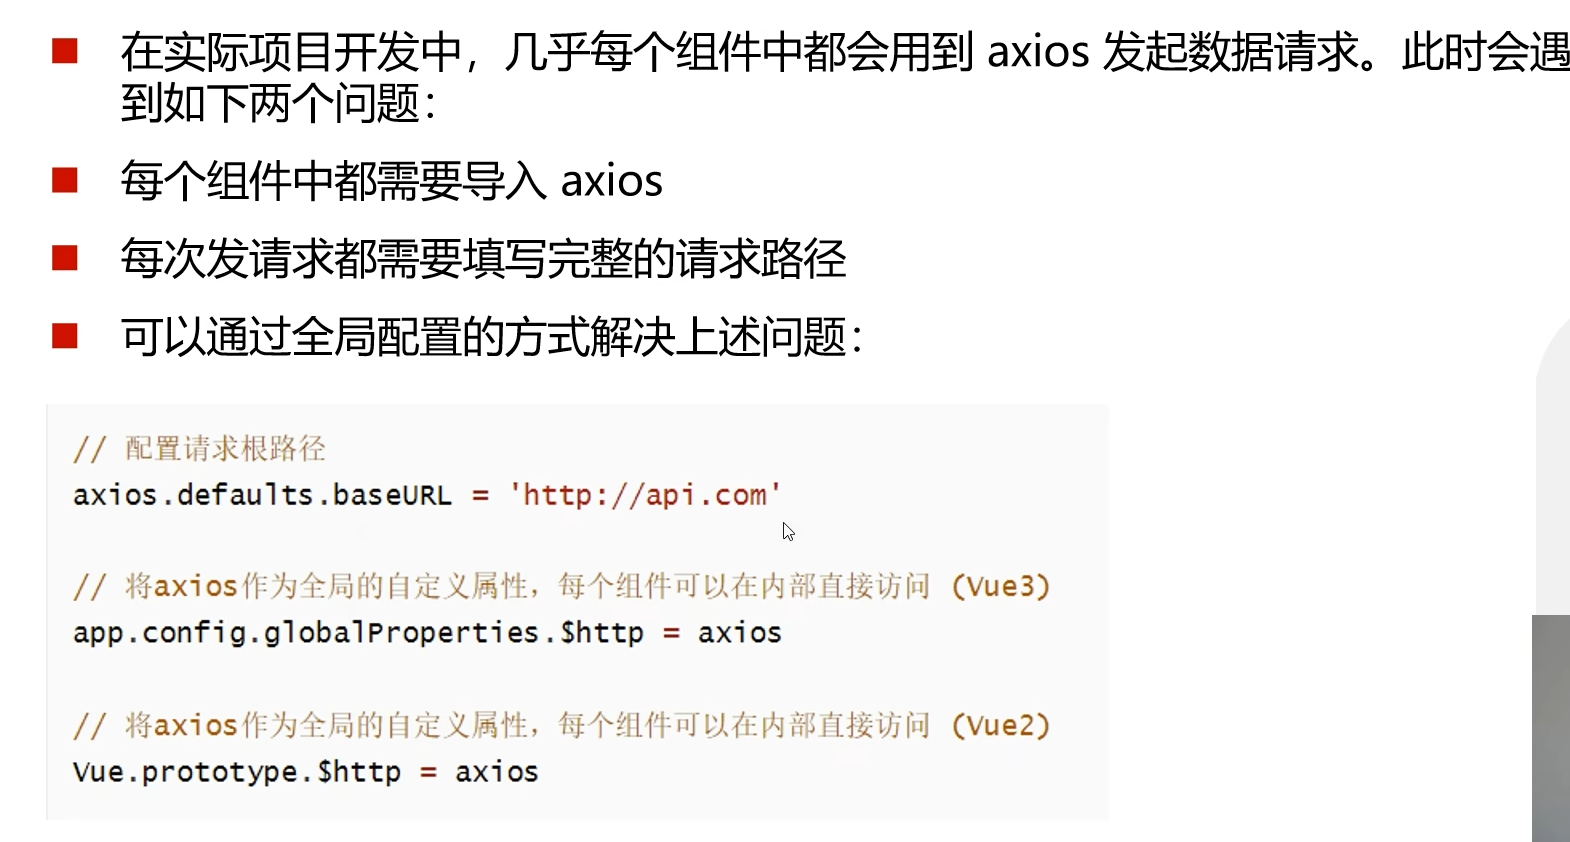 在实际项目开发中，几乎每个组件中都会用到 axios 发起数据请求。此时会遇
到如下两个问题：
每个组件中都需要导入 axios
每次发请求都需要填写完整的请求路径
可以通过全局配置的方式解决上述问题：
// 配置请求根路径
axios.defaults.baseURL = 'http://api.com'
// 将axios作为全局的自定义属性，每个组件可以在内部直接访问 (Vue3)
app.config.globalProperties.$http = axios
// 将axios作为全局的自定义属性，每个组件可以在内部直接访问 (Vue2)
Vue.prototype.$http = axios